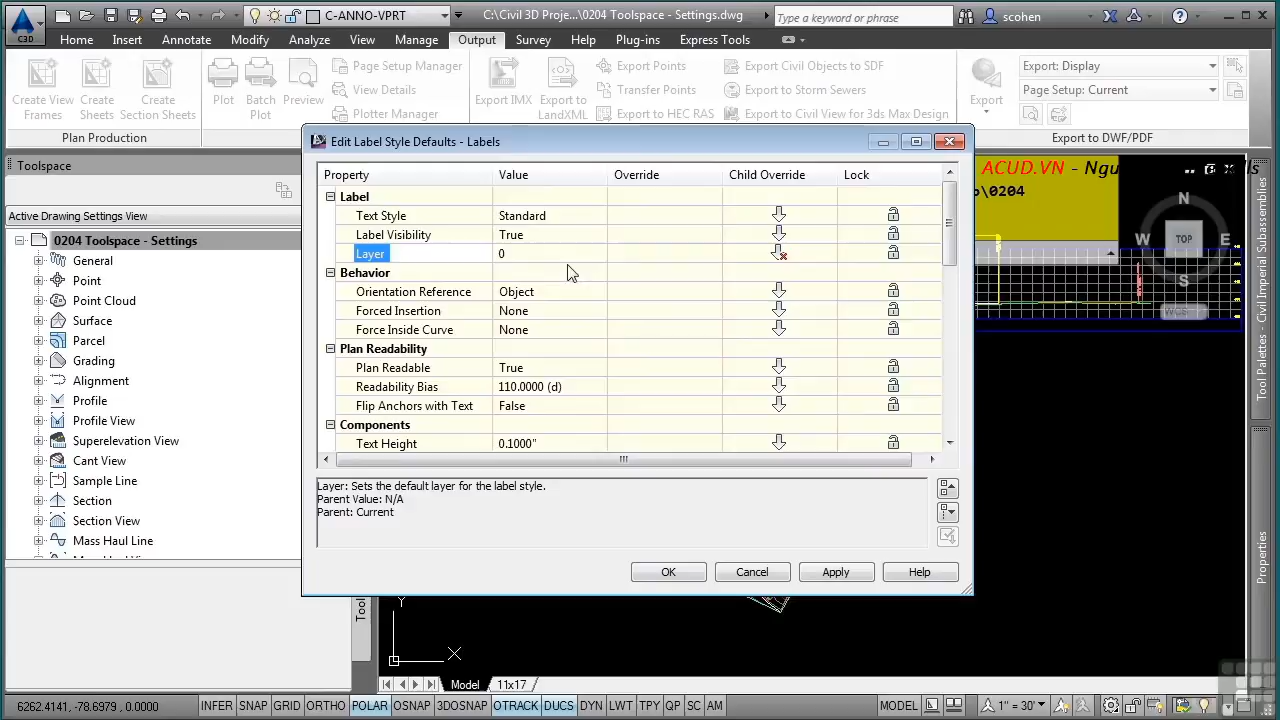 C3D
C-ANNO-VPRT
C:\Civil 3D Proje...\0204 Toolspace - Settings.dwg
Type a keyword or phrase
scohen
Home Insert Annotate Modify Analyze View Manage Output Survey Help Plug-ins Express Tools
Create View Frames
Create Sheets
Create Section Sheets
Plot
Batch Plot
Preview
Page Setup Manager
View Details
Plotter Manager
Export IMX
Export to LandXML
Export Points
Transfer Points
Export to HEC RAS
Export Civil Objects to SDF
Export to Storm Sewers
Export to Civil View for 3ds Max Design
Export
Export: Display
Page Setup: Current
Plan Production
Export to DWF/PDF
Toolspace
Active Drawing Settings View
0204 Toolspace - Settings
General
Point
Point Cloud
Surface
Parcel
Grading
Alignment
Profile
Profile View
Superelevation View
Cant View
Sample Line
Section
Section View
Mass Haul Line
Edit Label Style Defaults - Labels
Property Value Override Child Override Lock
Label
Text Style Standard
Label Visibility True
Layer 0
Behavior
Orientation Reference Object
Forced Insertion None
Force Inside Curve None
Plan Readability
Plan Readable True
Readability Bias 110.0000 (d)
Flip Anchors with Text False
Components
Text Height 0.1000"
Layer: Sets the default layer for the label style.
Parent Value: N/A
Parent: Current
OK Cancel Apply Help
ACUD.VN - Ngu
\0204
N
W TOP E
S
WCS
Tool Palettes - Civil Imperial Subassemblies
Properties
Y
X
Model 11x17
6262.4141, -78.6979, 0.0000
INFER SNAP GRID ORTHO POLAR OSNAP 3DOSNAP OTRACK DUCS DYN LWT TPY QP SC AM
MODEL
1" = 30'